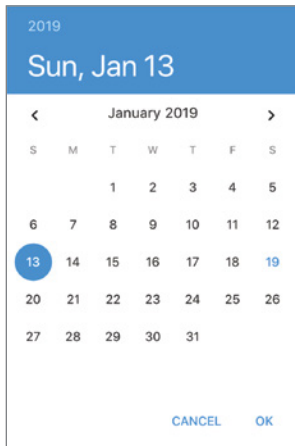 2019
Sun, Jan 13
January 2019
S M T W T F S
1 2 3 4 5
6 7 8 9 10 11 12
13 14 15 16 17 18 19
20 21 22 23 24 25 26
27 28 29 30 31
CANCEL OK